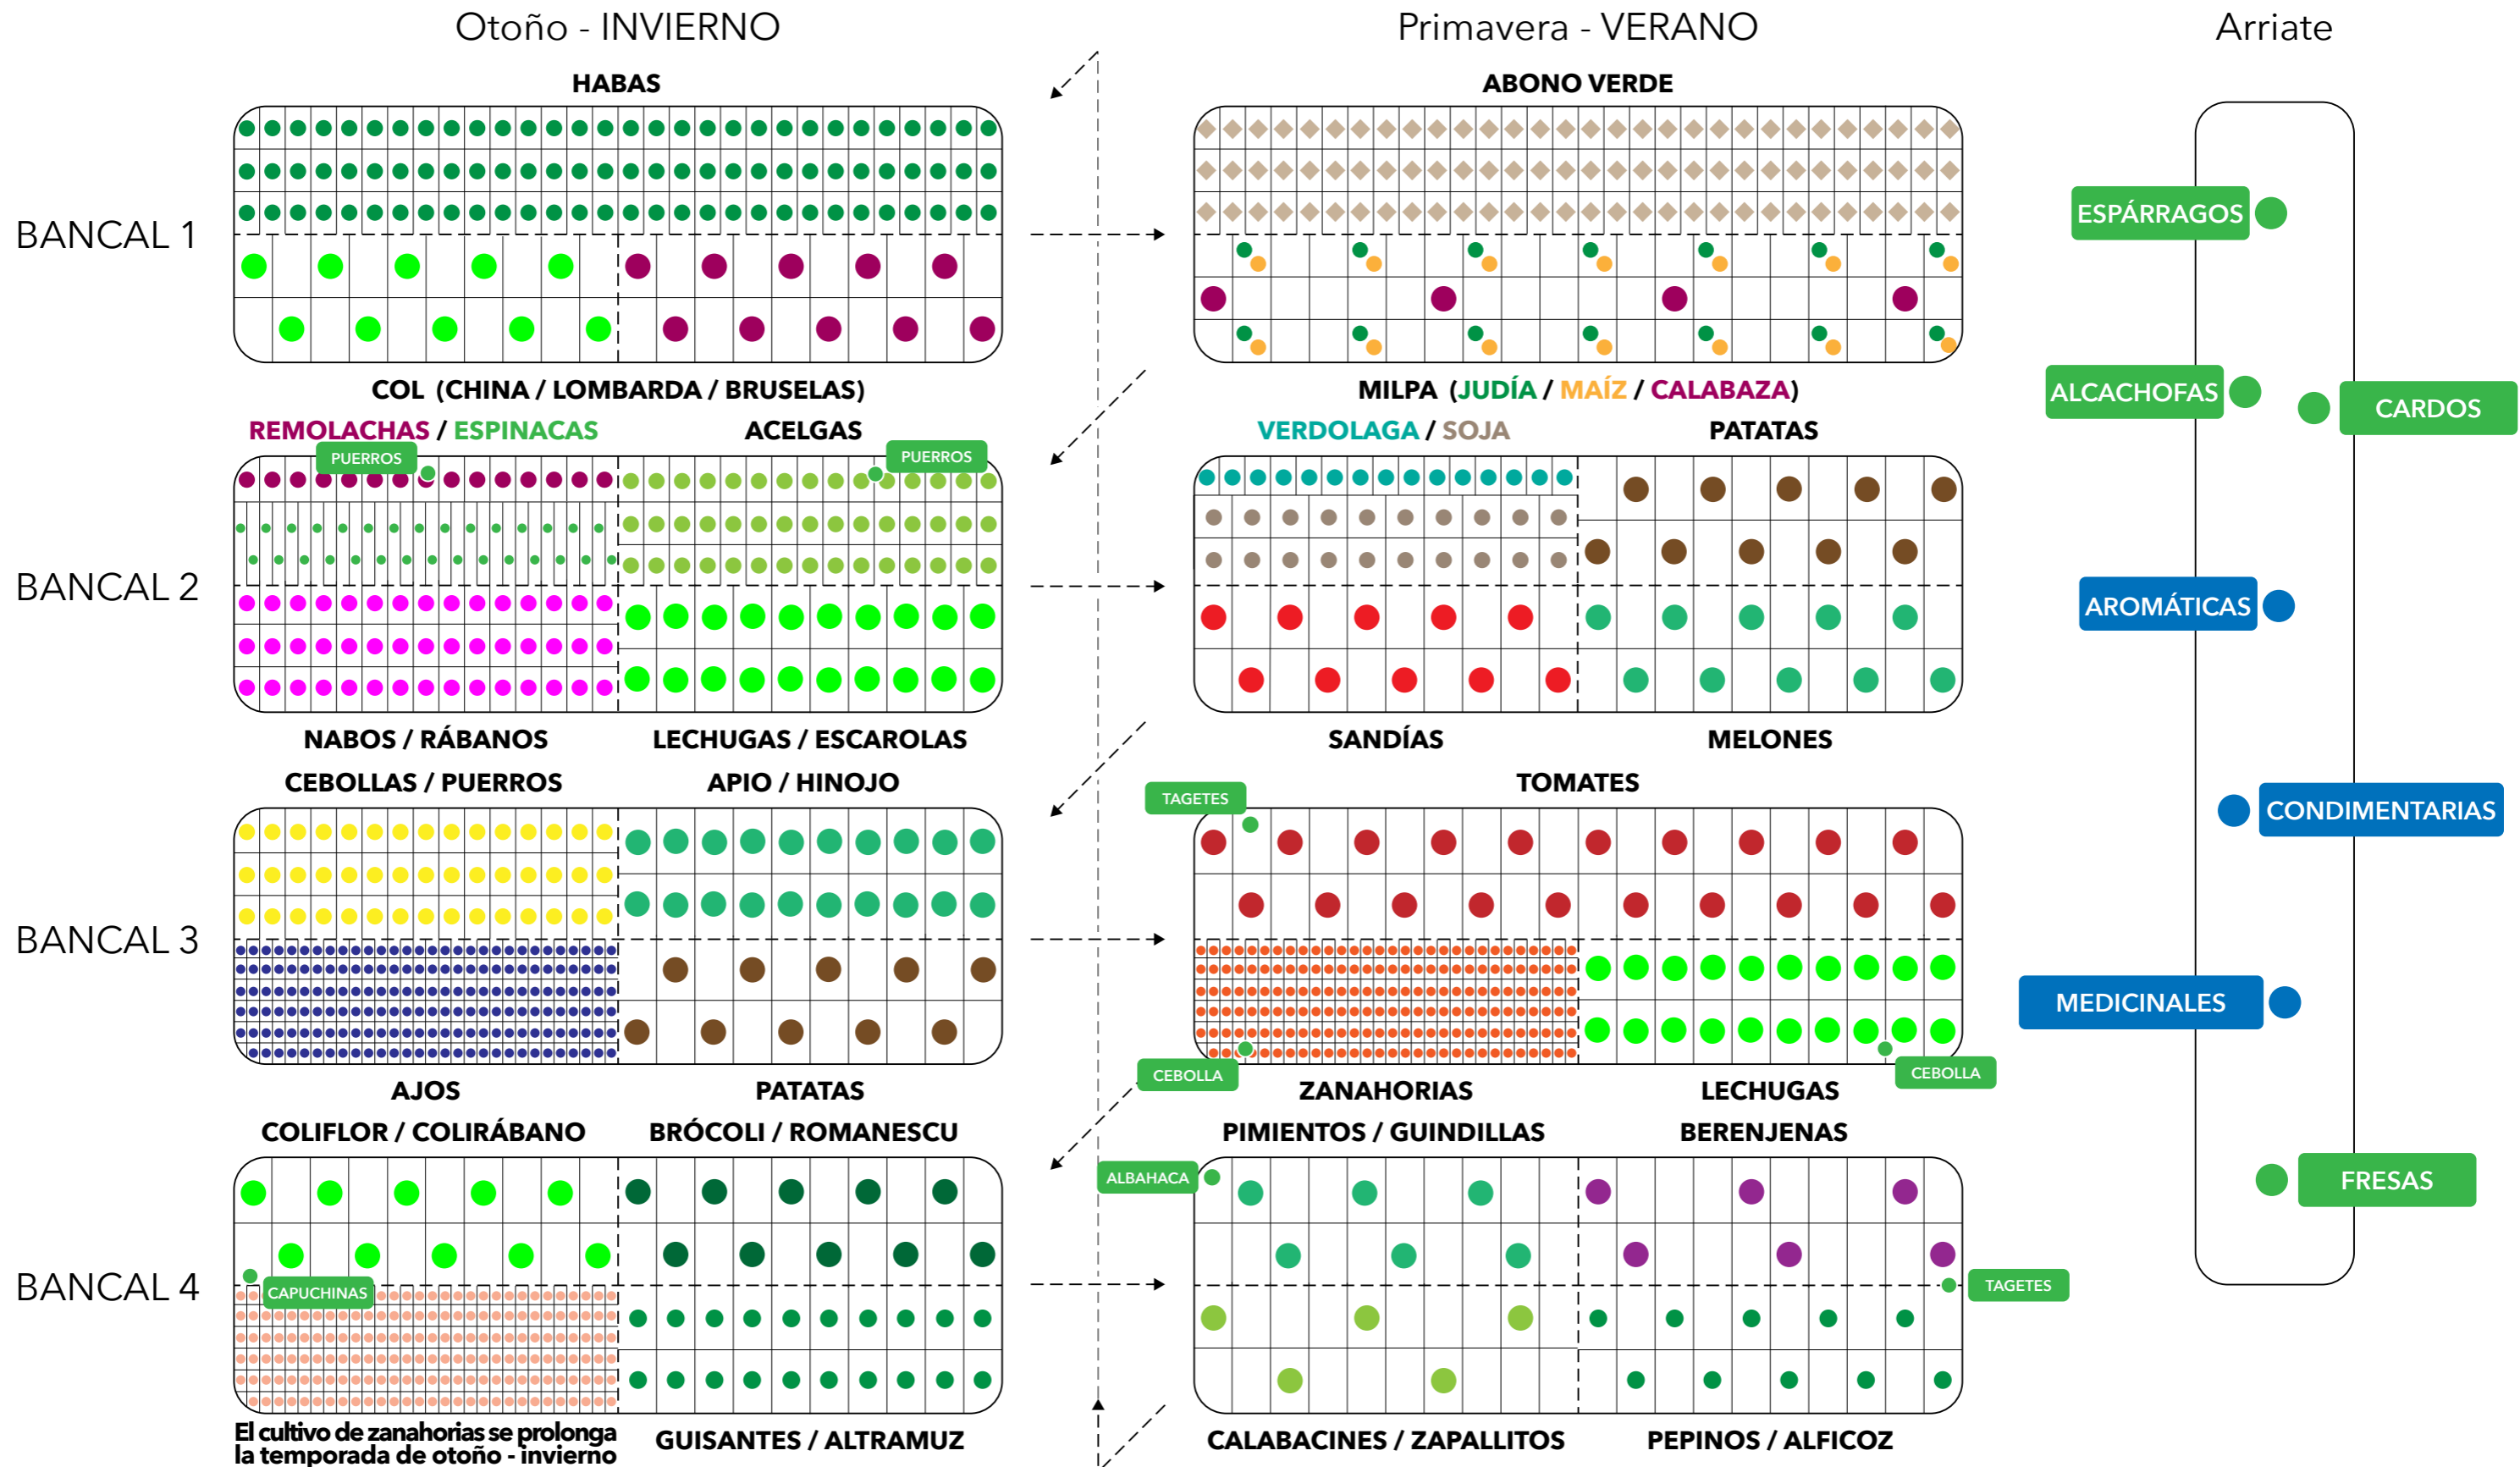 Otoño - INVIERNO
Primavera - VERANO
Arriate
BANCAL 1
HABAS
COL (CHINA / LOMBARDA / BRUSELAS)
ABONO VERDE
MILPA (JUDÍA / MAÍZ / CALABAZA)
BANCAL 2
REMOLACHAS / ESPINACAS
ACELGAS
PUERROS
PUERROS
NABOS / RÁBANOS
LECHUGAS / ESCAROLAS
VERDOLAGA / SOJA
PATATAS
SANDÍAS
MELONES
BANCAL 3
CEBOLLAS / PUERROS
APIO / HINOJO
AJOS
PATATAS
TOMATES
TAGETES
CEBOLLA
CEBOLLA
ZANAHORIAS
LECHUGAS
BANCAL 4
COLIFLOR / COLIRÁBANO
BRÓCOLI / ROMANESCU
CAPUCHINAS
El cultivo de zanahorias se prolonga
la temporada de otoño - invierno
GUISANTES / ALTRAMUZ
PIMIENTOS / GUINDILLAS
BERENJENAS
ALBAHACA
TAGETES
CALABACINES / ZAPALLITOS
PEPINOS / ALFICOZ
ESPÁRRAGOS
ALCACHOFAS
CARDOS
AROMÁTICAS
CONDIMENTARIAS
MEDICINALES
FRESAS